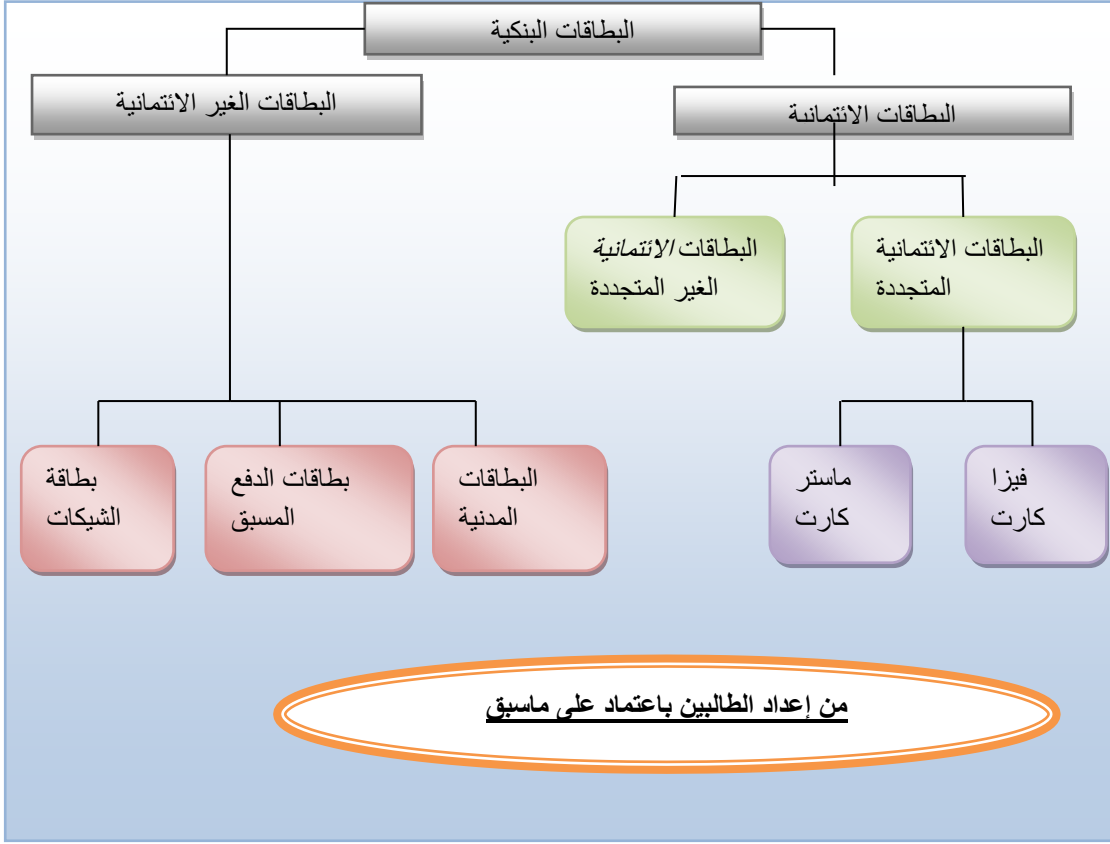 البطاقات البنكية
البطاقات الائتمانية
البطاقات الغير الائتمانية
البطاقات الائتمانية
المتجددة
البطاقات الائتمانية
الغير المتجددة
فيزا
كارت
ماستر
كارت
البطاقات
المدنية
بطاقات الدفع
المسبق
بطاقة
الشيكات
من إعداد الطالبين باعتماد على ماسبق